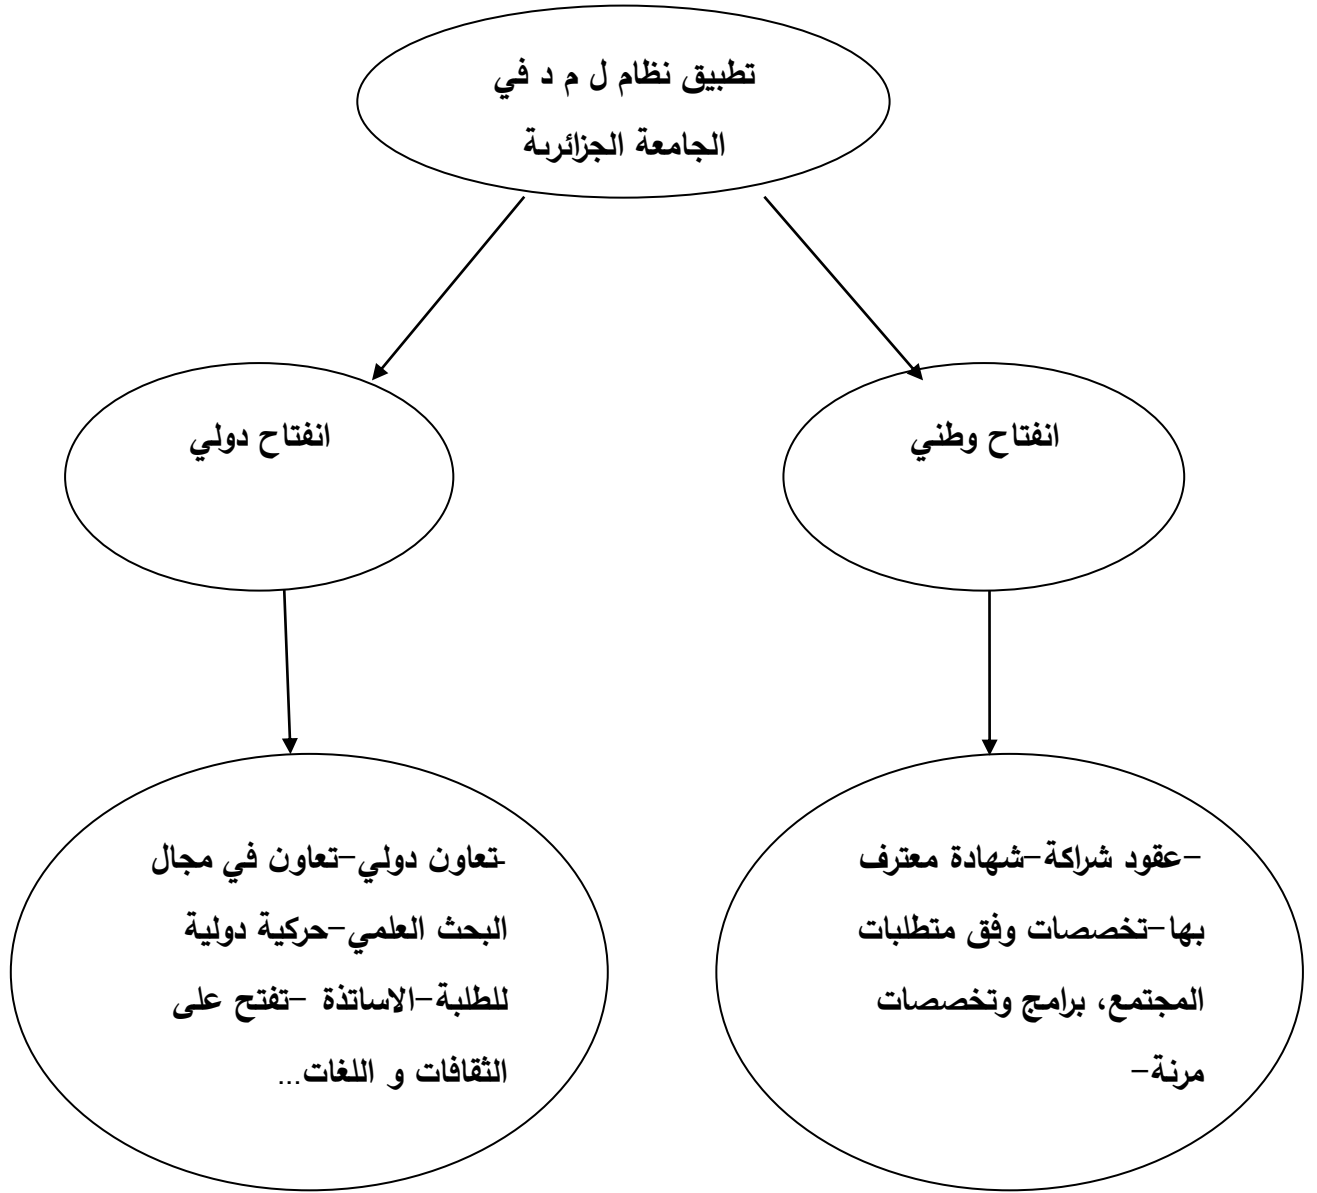 تطبيق نظام ل م د في
الجامعة الجزائرية
انفتاح وطني
انفتاح دولي
-عقود شراكة-شهادة معترف
بها-تخصصات وفق متطلبات
المجتمع، برامج وتخصصات
مرنة-
-تعاون دولي-تعاون في مجال
البحث العلمي-حركية دولية
للطلبة-الاساتذة -تفتح على
الثقافات و اللغات...